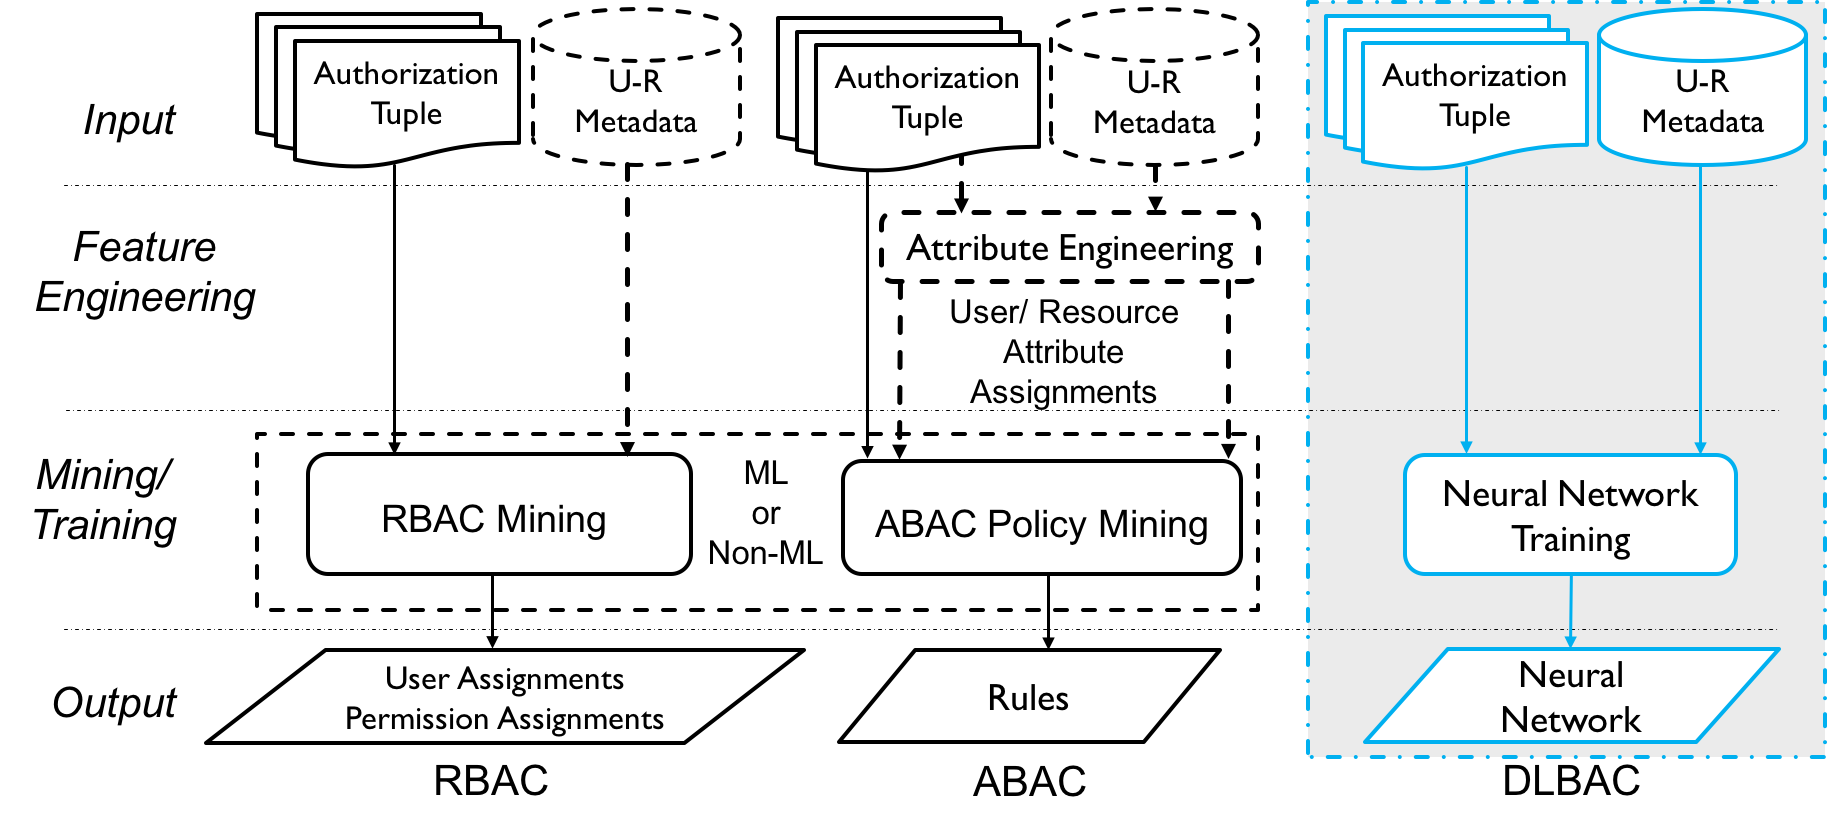 Input
Authorization
Tuple
U-R
Metadata
Authorization
Tuple
U-R
Metadata
Authorization
Tuple
U-R
Metadata
Feature
Engineering
Attribute Engineering
User/ Resource
Attribute
Assignments
Mining/
Training
RBAC Mining
ML
or
Non-ML
ABAC Policy Mining
Neural Network
Training
Output
User Assignments
Permission Assignments
Rules
Neural
Network
RBAC
ABAC
DLBAC